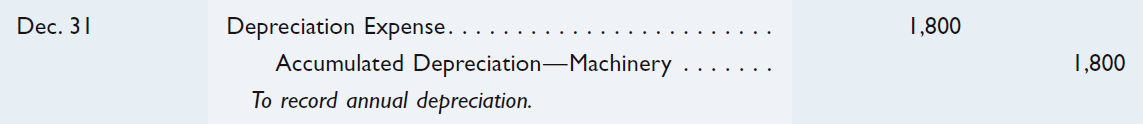 Dec. 31 Depreciation Expense. . . . . . . . . . . . . . . . . . . . . . . . 1,800
Accumulated Depreciation—Machinery . . . . . . . 1,800
To record annual depreciation.